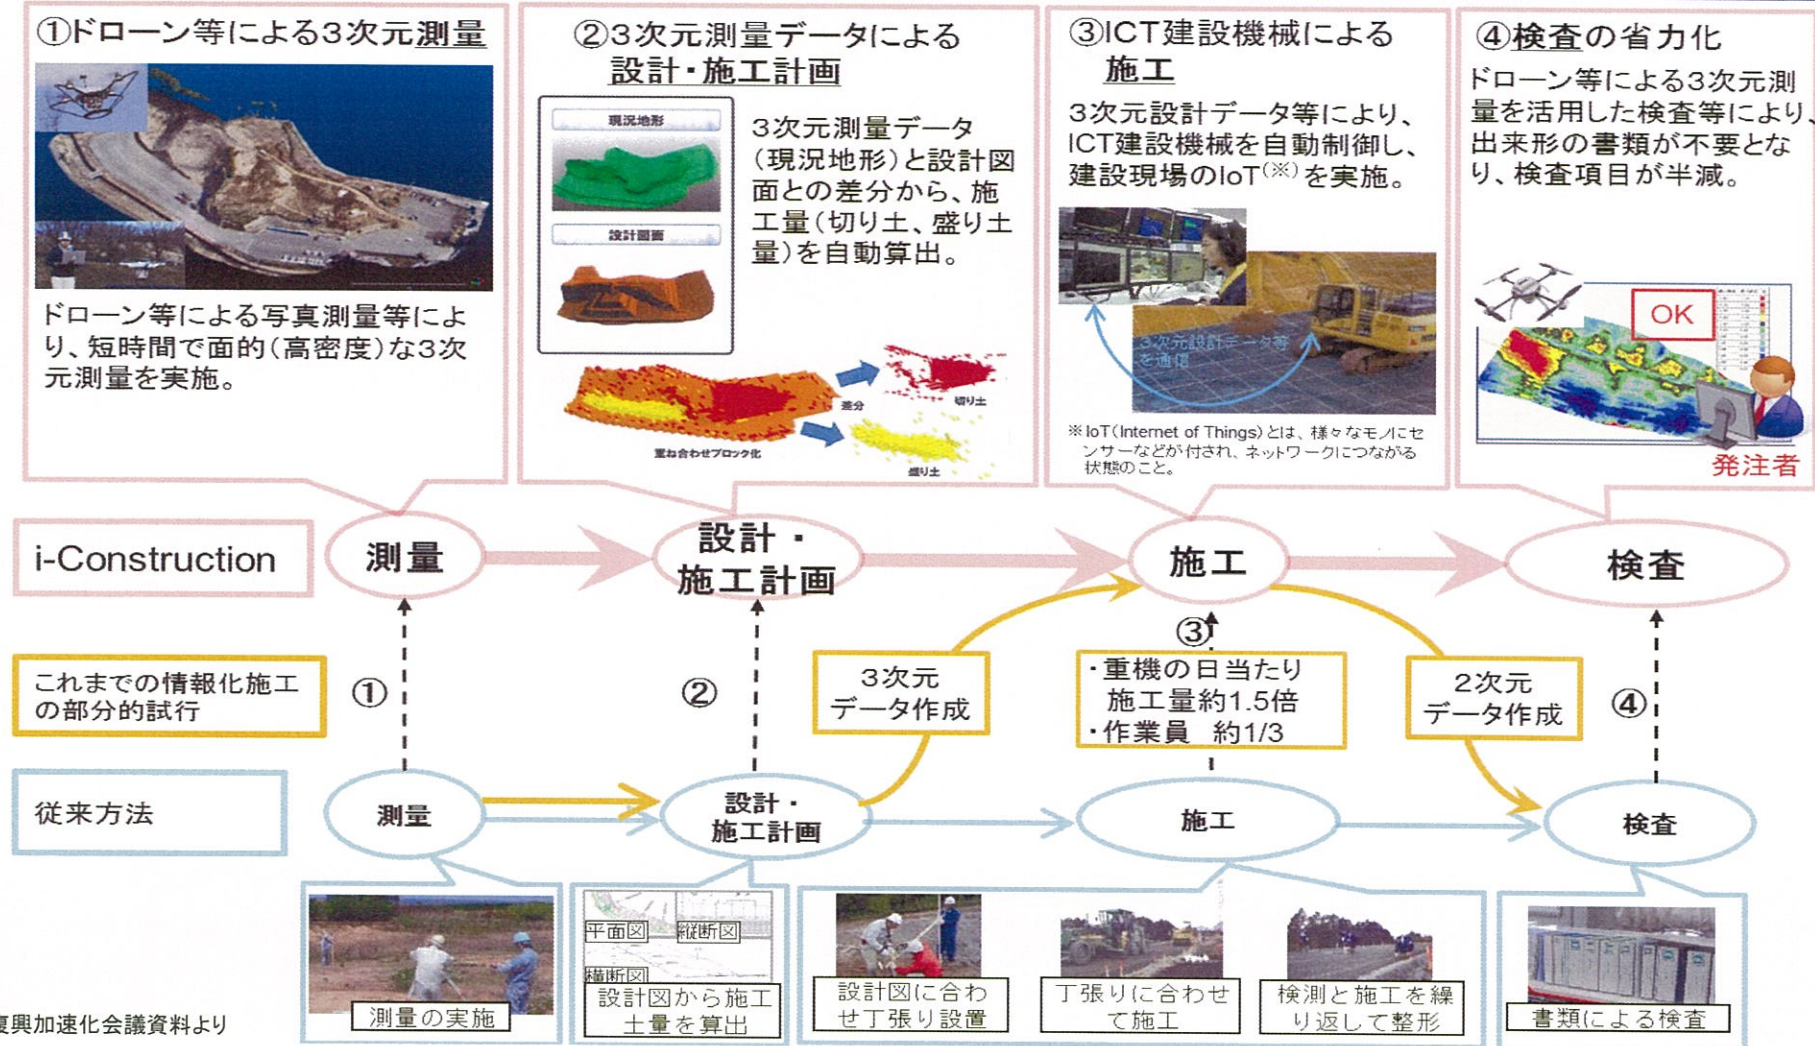 ①ドローン等による3次元測量
ドローン等による写真測量等によ
り、短時間で面的(高密度)な3次
元測量を実施。
②3次元測量データによる
設計・施工計画
現況地形
設計図面
3次元測量データ
(現況地形)と設計図
面との差分から、施
工量(切り土、盛り土
量)を自動算出。
差分
切り土
重ね合わせブロック化
盛り土
③ICT建設機械による
施工
3次元設計データ等により、
ICT建設機械を自動制御し、
建設現場のIoT(※)を実施。
3次元設計データ等
を通信
※IoT(Internet of Things)とは、様々なモノにセ
ンサーなどが付され、ネットワークにつながる
状態のこと。
④検査の省力化
ドローン等による3次元測
量を活用した検査等により、
出来形の書類が不要とな
り、検査項目が半減。
OK
発注者
i-Construction
測量
設計・
施工計画
施工
検査
これまでの情報化施工
の部分的試行
①
②
3次元
データ作成
③
・重機の日当たり
施工量約1.5倍
・作業員 約1/3
2次元
データ作成
④
従来方法
測量
設計・
施工計画
施工
検査
測量の実施
平面図
縦断図
横断図
設計図から施工
土量を算出
設計図に合わ
せ丁張り設置
丁張りに合わせ
て施工
検測と施工を繰
り返して整形
書類による検査
復興加速化会議資料より